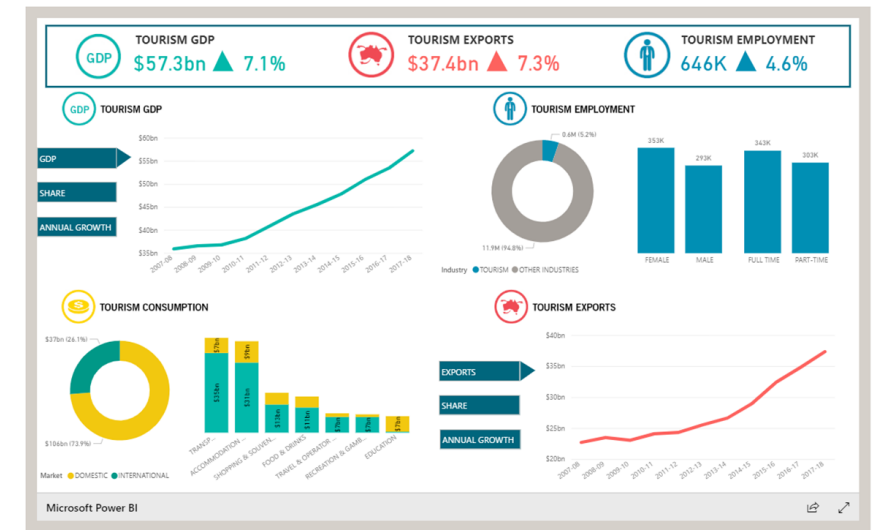 TOURISM GDP
GDP
$57.3bn 7.1%
TOURISM EXPORTS
$37.4bn 7.3%
TOURISM EMPLOYMENT
646K 4.6%
GDP TOURISM GDP
GDP
SHARE
ANNUAL GROWTH
$60bn
$55bn
$50bn
$45bn
$40bn
$35bn
2007-08
2008-09
2009-10
2010-11
2011-12
2012-13
2013-14
2014-15
2015-16
2016-17
2017-18
TOURISM EMPLOYMENT
0.6M (5.2%)
11.9M (94.8%)
Industry TOURISM OTHER INDUSTRIES
353K
293K
343K
303K
FEMALE
MALE
FULL TIME
PART-TIME
TOURISM CONSUMPTION
$37bn (26.1%)
$106bn (73.9%)
Market DOMESTIC INTERNATIONAL
$7bn
$35bn
$9bn
$31bn
$13bn
$11bn
$7bn
$7bn
$7bn
TRANSP...
ACCOMMODATION ...
SHOPPING & SOUVEN...
FOOD & DRINKS
TRAVEL & OPERATOR...
RECREATION & GAMB...
EDUCATION
TOURISM EXPORTS
EXPORTS
SHARE
ANNUAL GROWTH
$40bn
$35bn
$30bn
$25bn
$20bn
2007-08
2008-09
2009-10
2010-11
2011-12
2012-13
2013-14
2014-15
2015-16
2016-17
2017-18
Microsoft Power BI